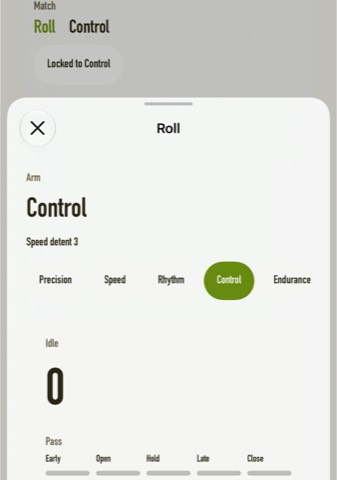 Match
Roll Control
Locked to Control
Roll
Arm
Control
Speed detent 3
Precision Speed Rhythm Control Endurance
Idle
0
Pass
Early Open Hold Late Close